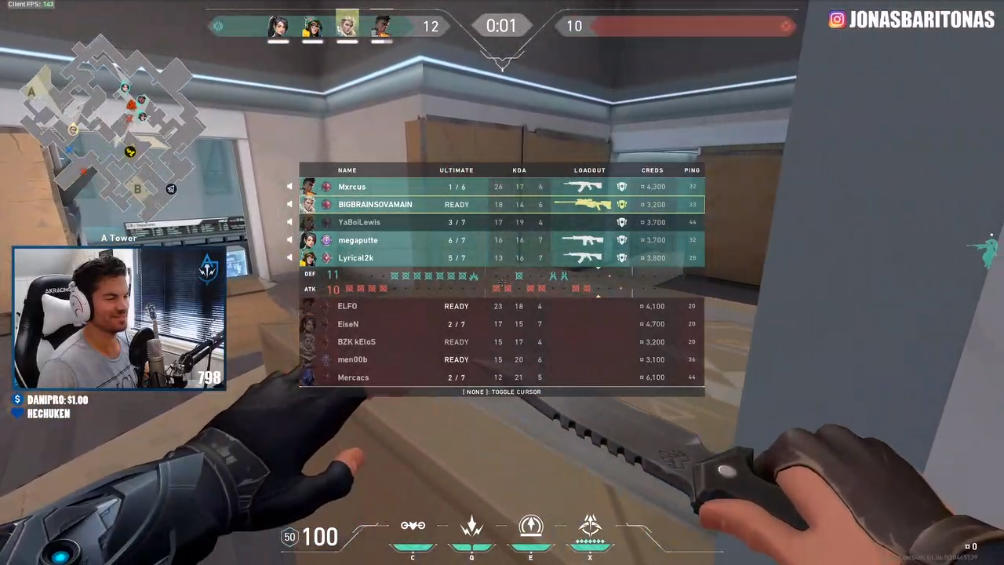 Client FPS: 143
12 0:01 10
JONASBARITONAS
A
B
A Tower
NAME ULTIMATE KDA LOADOUT CREDS PING
Mxrcus 1 / 6 26 17 6 4,300 32
BIGBRAINSOVAMAIN READY 18 14 6 3,200 33
YaBoiLewis 3 / 7 17 19 4 3,700 44
megaputte 6 / 7 16 16 7 3,700 32
Lyrical2k 5 / 7 13 16 7 3,800 20
DEF 11
ATK 10
ELFO READY 23 18 4 4,100 20
EiseN 2 / 7 17 15 7 4,700 20
BZK kEloS 15 17 4 3,200 20
men00b READY 15 20 6 3,100 36
Mercacs 2 / 7 12 21 5 6,100 44
[ NONE ] TOGGLE CURSOR
AKRACING
798
$ DANIPRO: $1.00
HECHUKEN
50 100
C Q E X
0